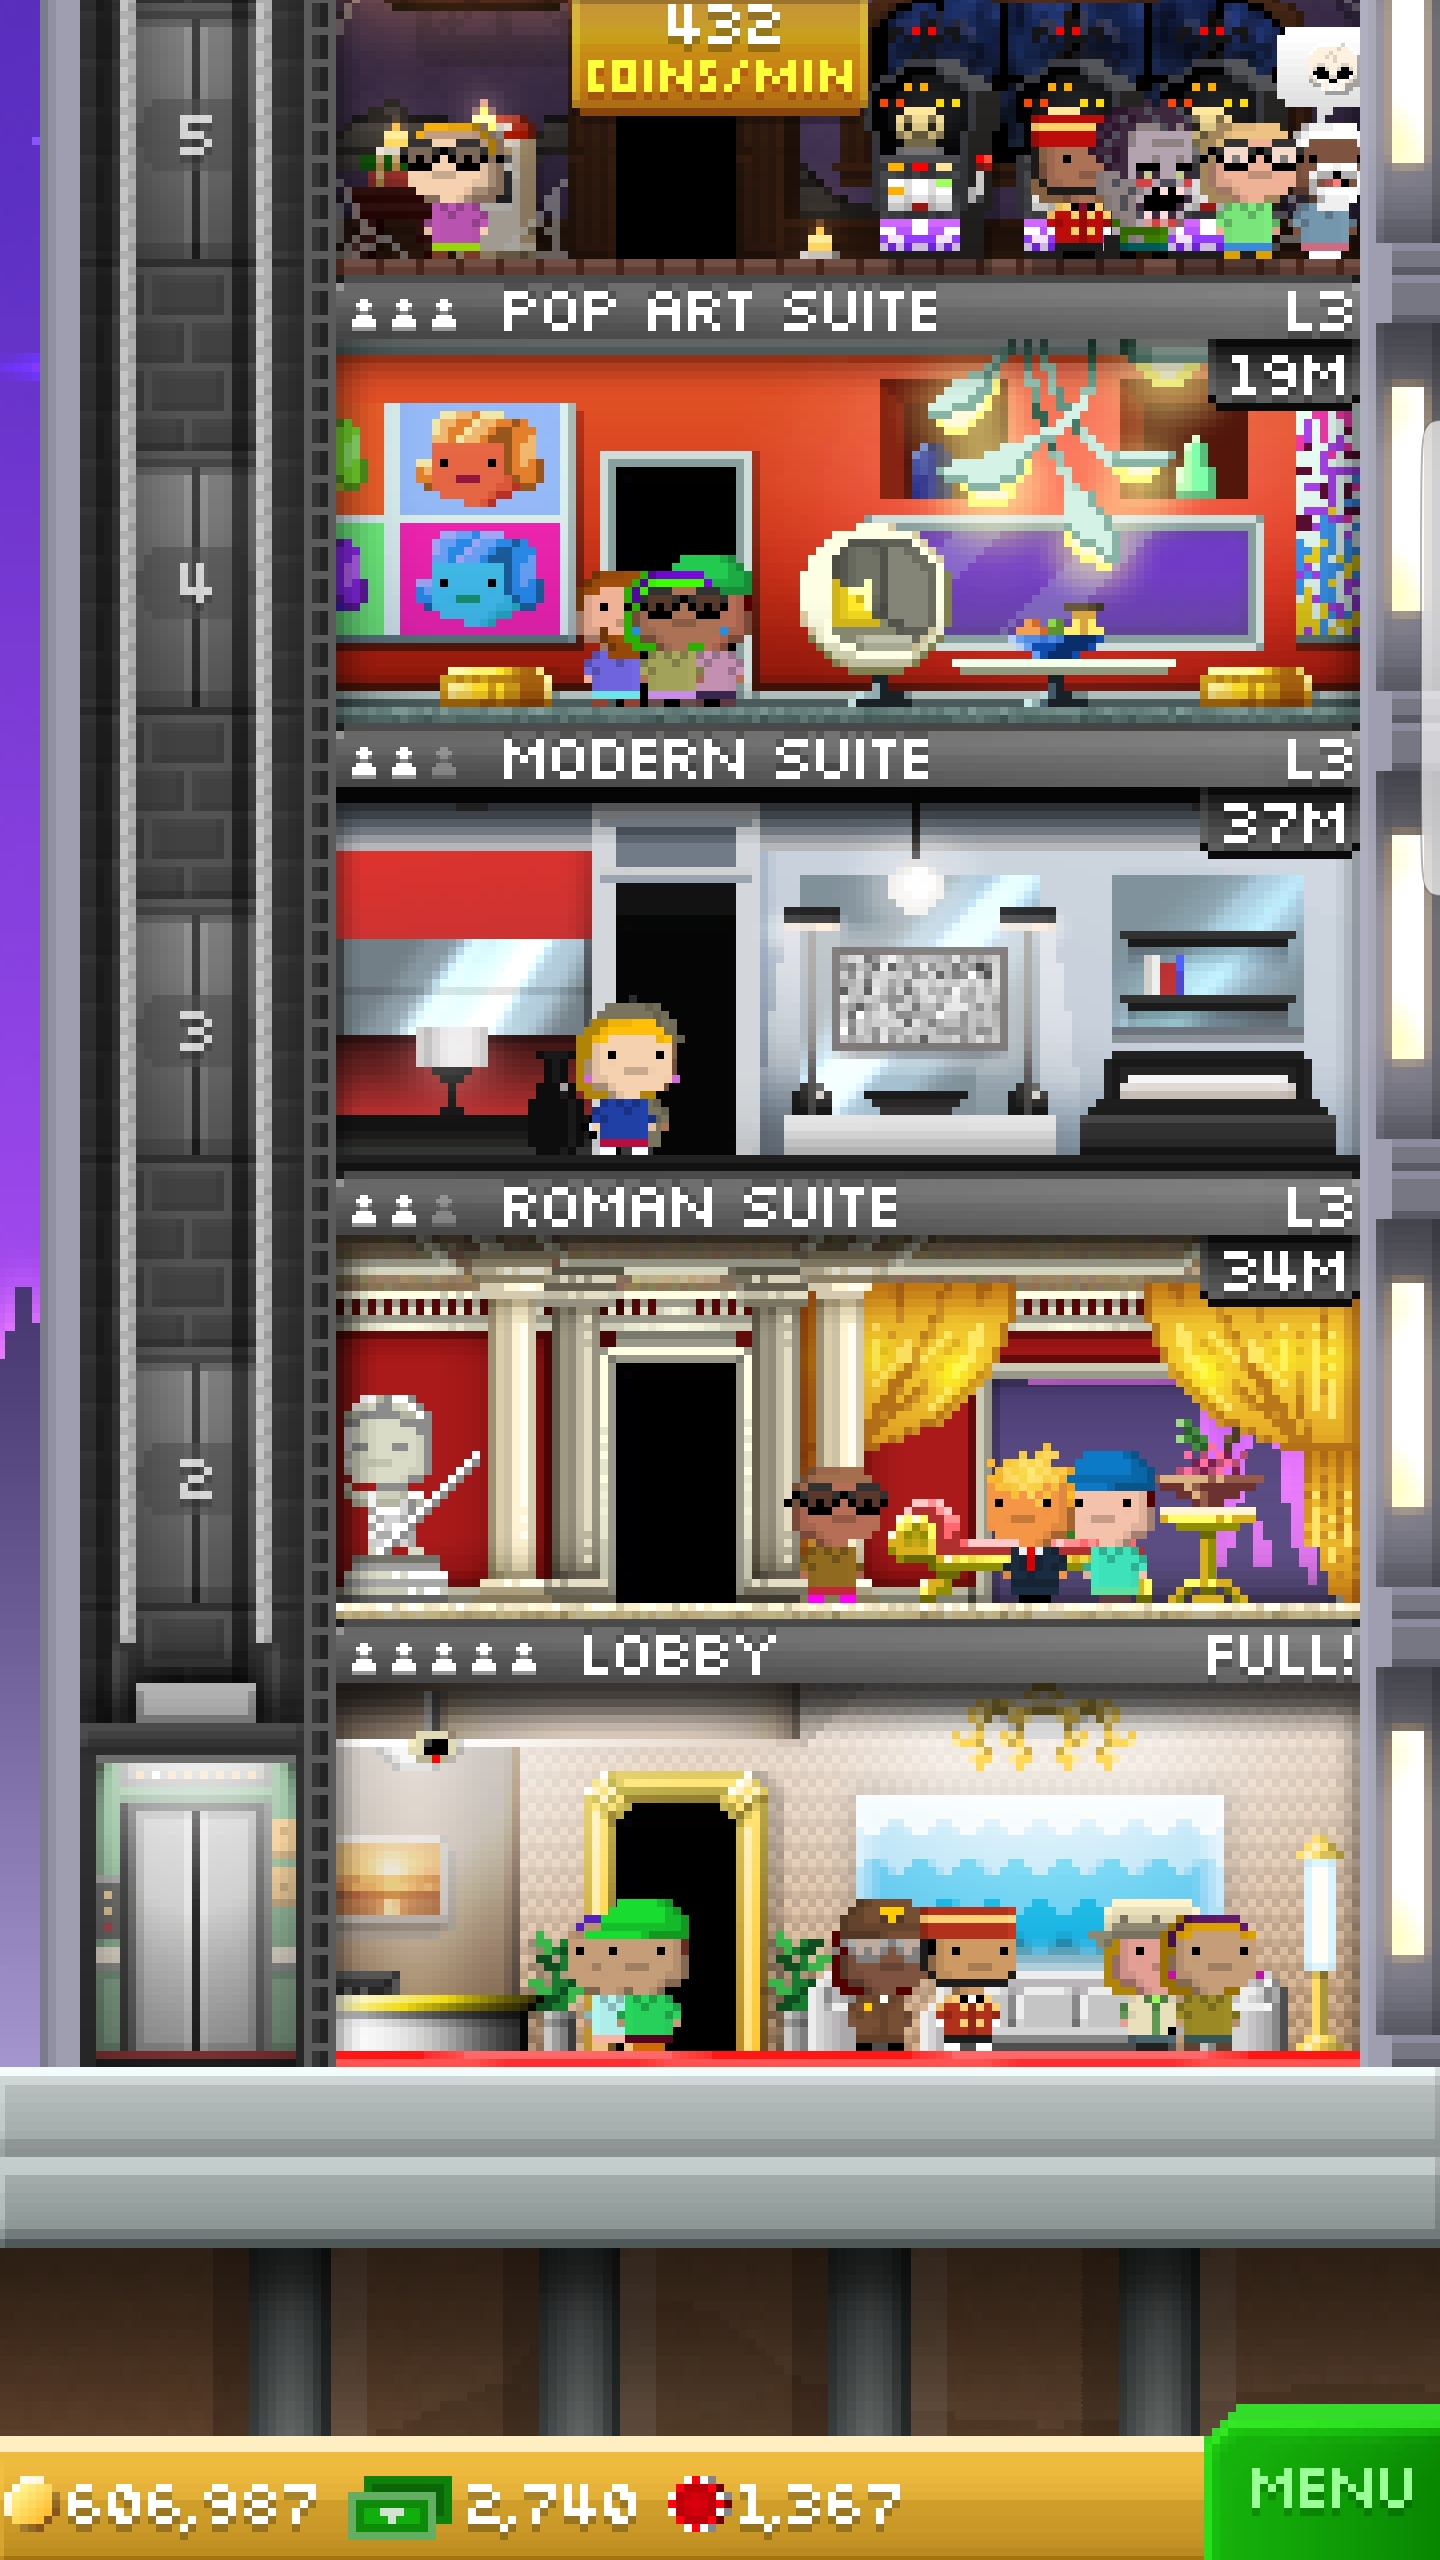 432
COINS/MIN
5
POP ART SUITE L3
19M
4
MODERN SUITE L3
37M
3
ROMAN SUITE L3
34M
2
LOBBY FULL!
606,987 2,740 1,367
MENU